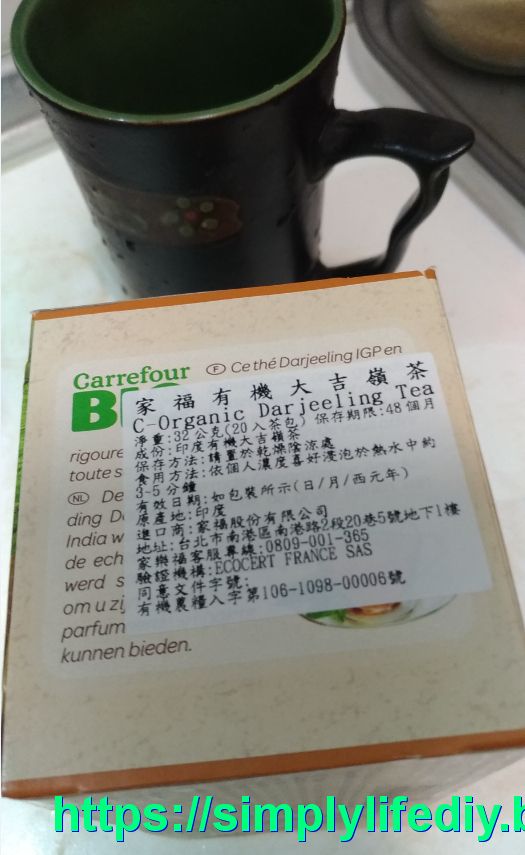 Carrefour
BI
F Ce thé Darjeeling IGP en
rigoure
toute s
NL De
ding D
India w
de ech
werd s
om u zij
parfum
kunnen bieden.
家福有機大吉嶺茶
C-Organic Darjeeling Tea
淨重:32公克(20入茶包) 保存期限:48個月
成份:印度有機大吉嶺茶
保存方法:請置於乾燥陰涼處
食用方法:依個人濃度喜好浸泡於熱水中約
3~5分鐘
有效日期:如包裝所示(日/月/西元年)
原產地:印度
進口商:家福股份有限公司
地址:台北市南港區南港路2段20巷5號地下1樓
家樂福客服專線:0809-001-365
驗證機構:ECOCERT FRANCE SAS
同意文件字號:
有機農糧入字第106-1098-00006號
https://simplylifediy.b